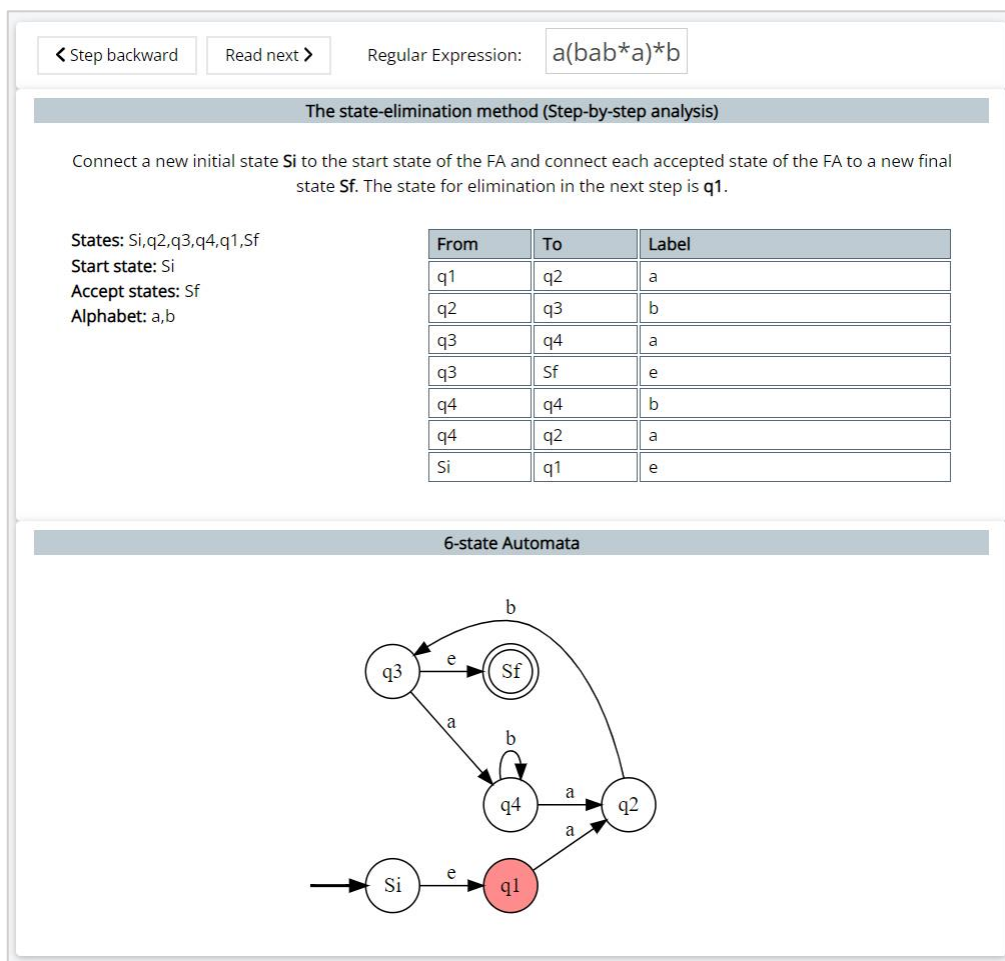 Step backward Read next Regular Expression: a(bab*a)*b
The state-elimination method (Step-by-step analysis)
Connect a new initial state Si to the start state of the FA and connect each accepted state of the FA to a new final
state Sf. The state for elimination in the next step is q1.
States: Si,q2,q3,q4,q1,Sf
Start state: Si
Accept states: Sf
Alphabet: a,b
From To Label
q1 q2 a
q2 q3 b
q3 q4 a
q3 Sf e
q4 q4 b
q4 q2 a
Si q1 e
6-state Automata
b
q3 e Sf
a
b
q4 a q2
a
Si e q1